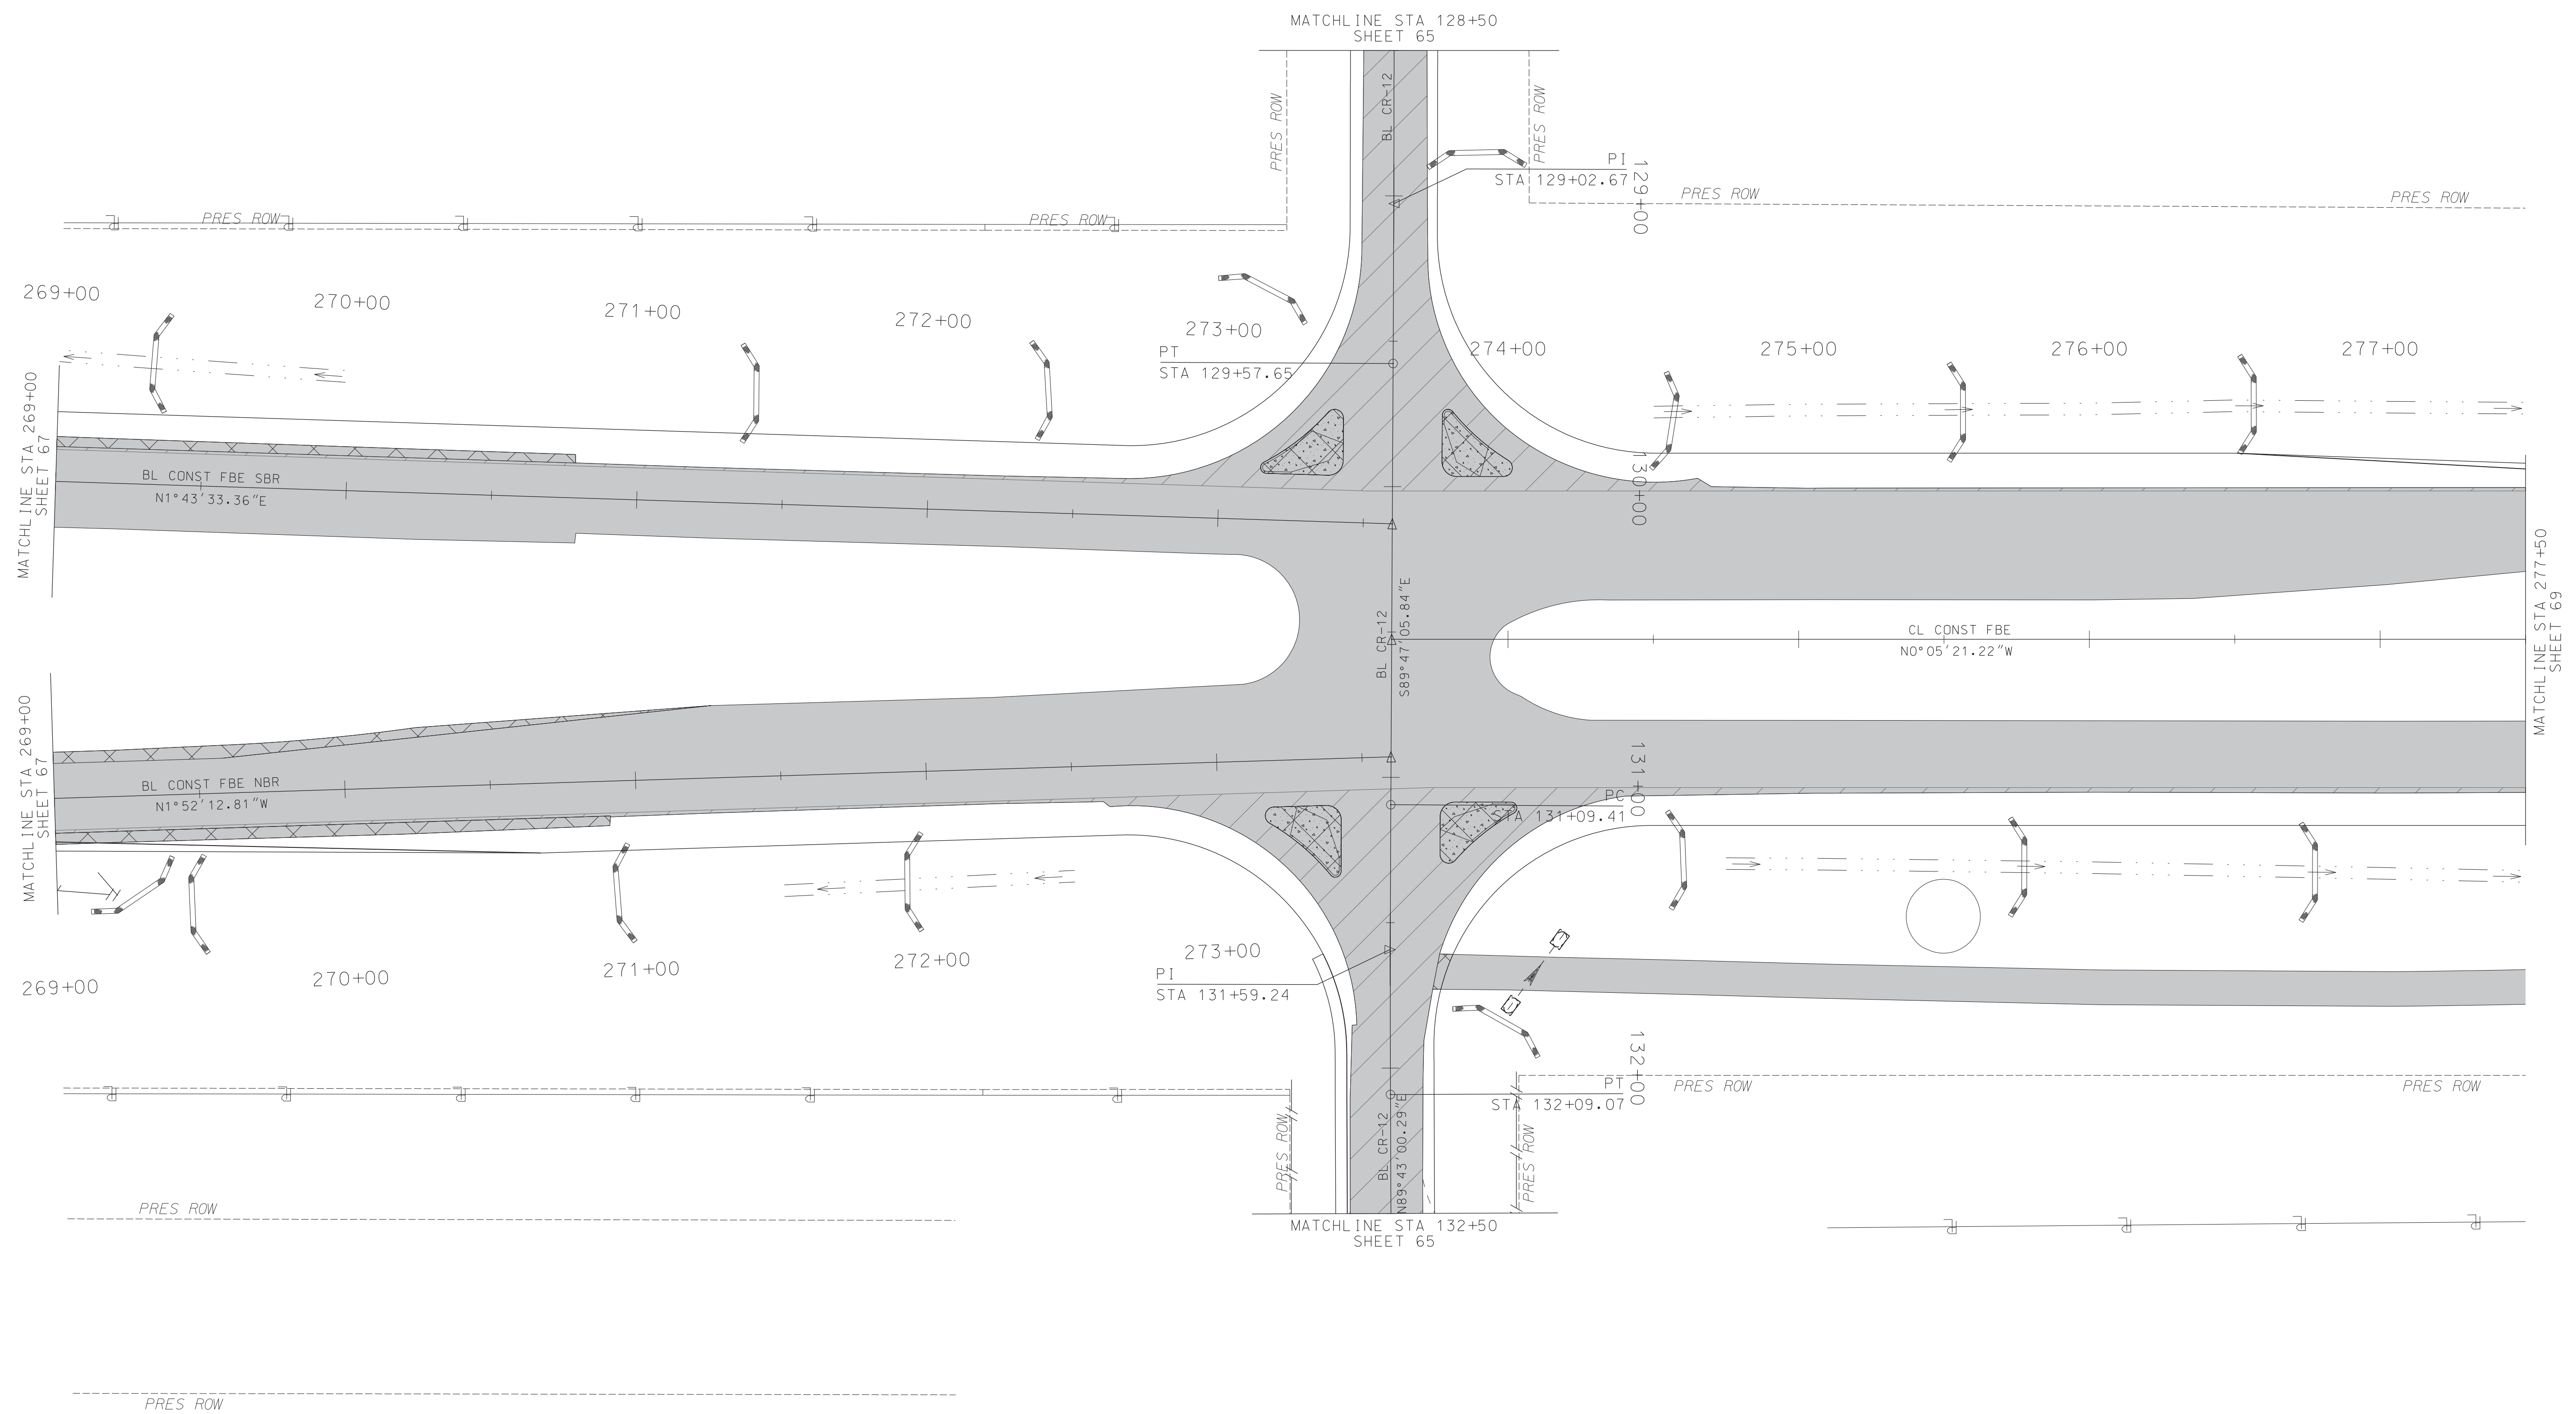 MATCHLINE STA 128+50
SHEET 65
BL CR-12
PRES ROW
PRES ROW
PI
STA 129+02.67
129+00
PRES ROW
PRES ROW
PRES ROW
PRES ROW
269+00
270+00
271+00
272+00
273+00
PT
STA 129+57.65
274+00
275+00
276+00
277+00
MATCHLINE STA 269+00
SHEET 67
BL CONST FBE SBR
N1°43'33.36"E
130+00
BL CR-12
S89°47'05.84"E
CL CONST FBE
N0°05'21.22"W
MATCHLINE STA 277+50
SHEET 69
MATCHLINE STA 269+00
SHEET 67
BL CONST FBE NBR
N1°52'12.81"W
131+00
PC
STA 131+09.41
269+00
270+00
271+00
272+00
273+00
PI
STA 131+59.24
132+00
PT
STA 132+09.07
PRES ROW
PRES ROW
PRES ROW
PRES ROW
BL CR-12
N89°43'00.29"E
MATCHLINE STA 132+50
SHEET 65
PRES ROW
PRES ROW